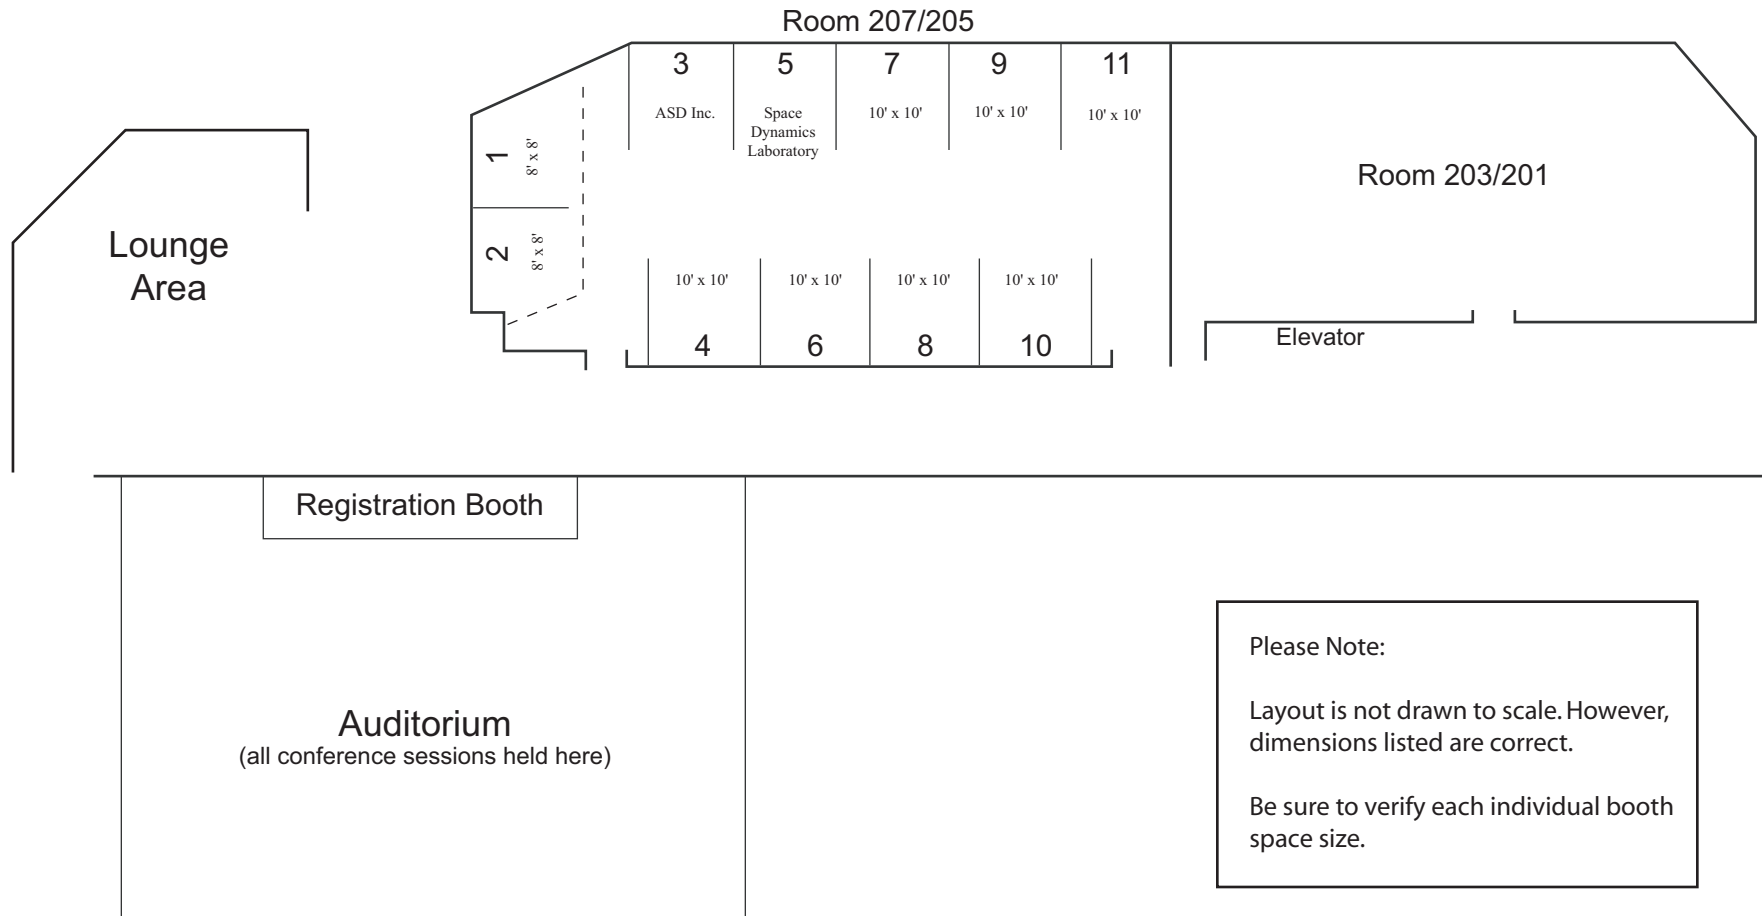 Room 207/205
3
5
7
9
11
ASD Inc.
Space
Dynamics
Laboratory
10' x 10'
10' x 10'
10' x 10'
1
8' x 8'
2
8' x 8'
Room 203/201
Lounge
Area
10' x 10'
10' x 10'
10' x 10'
10' x 10'
4
6
8
10
Elevator
Registration Booth
Auditorium
(all conference sessions held here)
Please Note:
Layout is not drawn to scale. However,
dimensions listed are correct.
Be sure to verify each individual booth
space size.